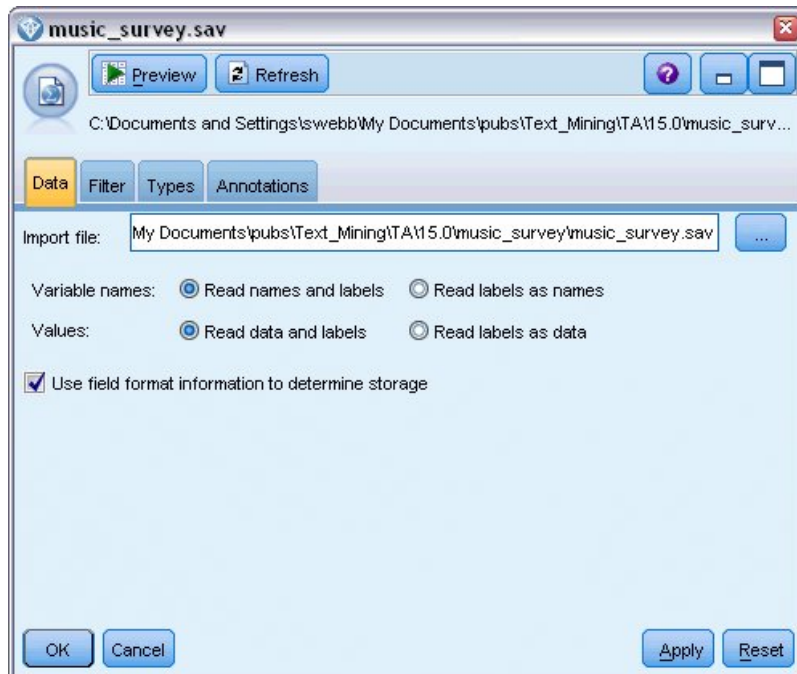 music_survey.sav
Preview Refresh ?
C:\Documents and Settings\swebb\My Documents\pubs\Text_Mining\TA\15.0\music_surv...
Data Filter Types Annotations
Import file: My Documents\pubs\Text_Mining\TA\15.0\music_survey\music_survey.sav ...
Variable names: Read names and labels Read labels as names
Values: Read data and labels Read labels as data
Use field format information to determine storage
OK Cancel Apply Reset